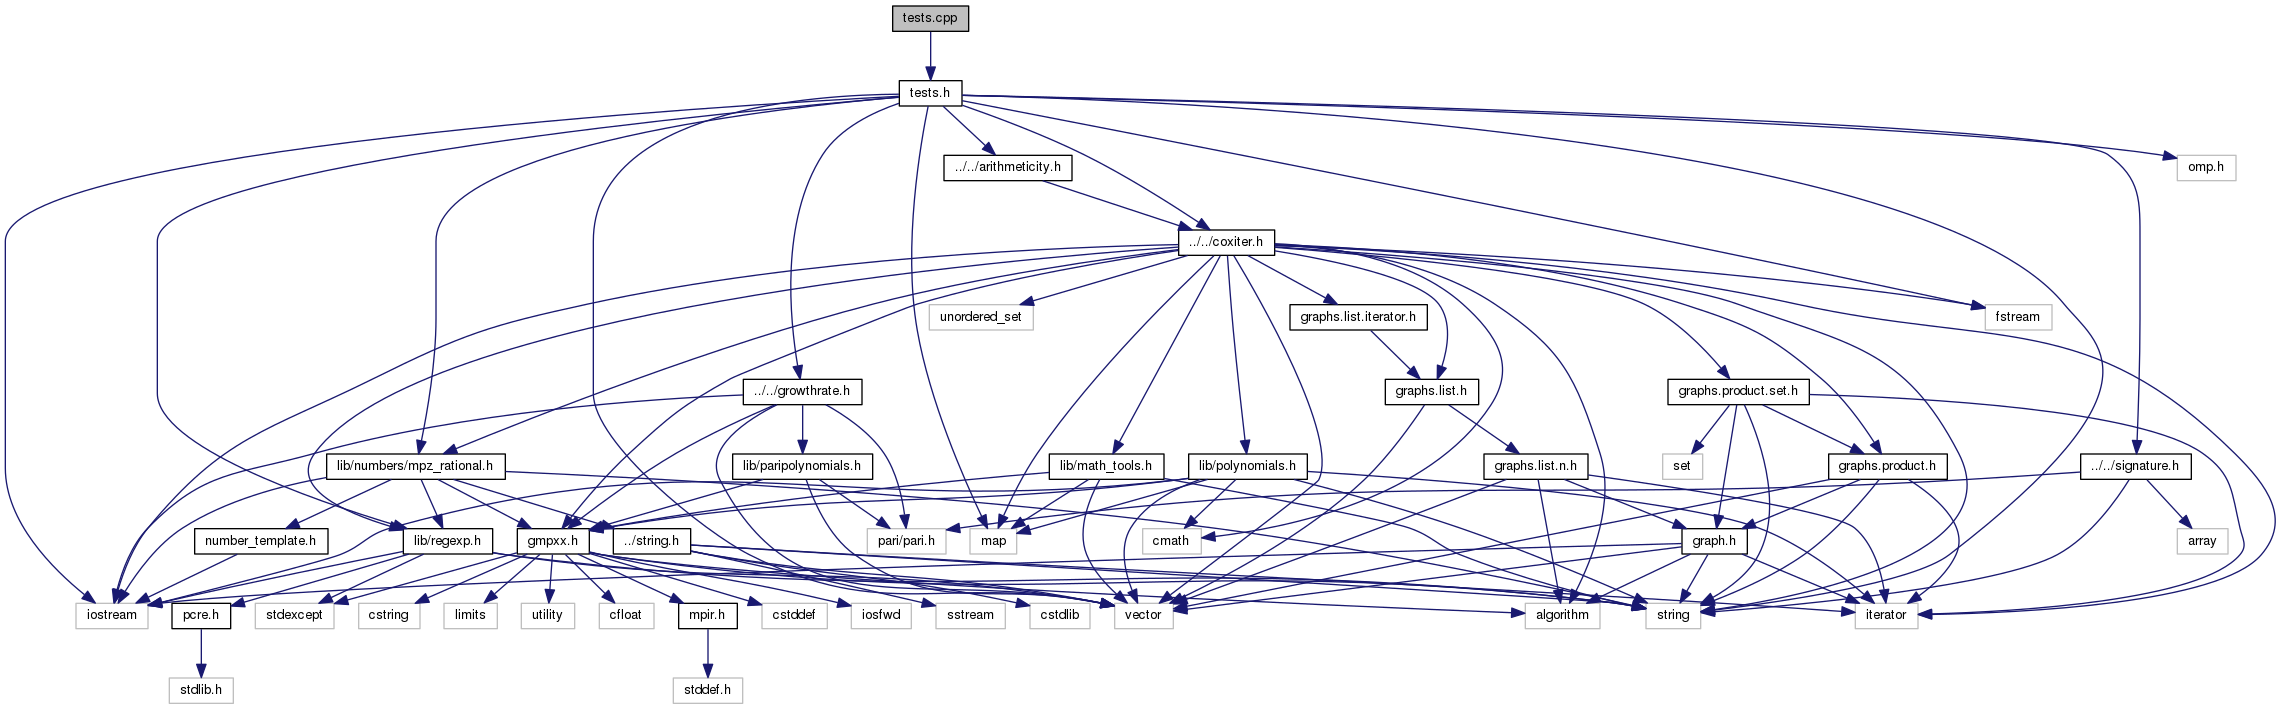 tests.cpp
tests.h
../../arithmeticity.h
omp.h
../../coxiter.h
unordered_set
graphs.list.iterator.h
fstream
../../growthrate.h
graphs.list.h
graphs.product.set.h
lib/numbers/mpz_rational.h
lib/paripolynomials.h
lib/math_tools.h
lib/polynomials.h
graphs.list.n.h
set
graphs.product.h
../../signature.h
number_template.h
lib/regexp.h
gmpxx.h
../string.h
pari/pari.h
map
cmath
graph.h
array
iostream
pcre.h
stdexcept
cstring
limits
utility
cfloat
mpir.h
cstddef
iosfwd
sstream
cstdlib
vector
algorithm
string
iterator
stdlib.h
stddef.h